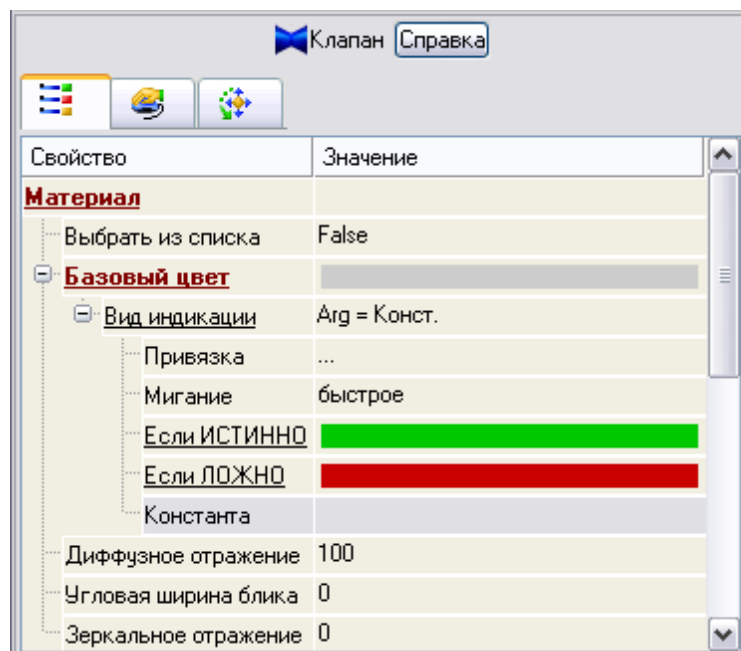 Клапан Справка
Свойство Значение
Материал
Выбрать из списка False
Базовый цвет
Вид индикации Arg = Конст.
Привязка ...
Мигание быстрое
Если ИСТИННО
Если ЛОЖНО
Константа
Диффузное отражение 100
Угловая ширина блика 0
Зеркальное отражение 0